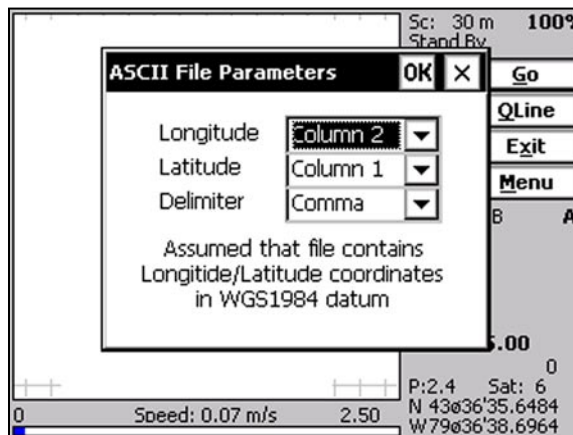 Sc: 30 m 100%
Stand By
ASCII File Parameters OK ×
Go
QLine
Longitude Column 2
Exit
Latitude Column 1
Menu
Delimiter Comma
B A
Assumed that file contains
Longitide/Latitude coordinates
in WGS1984 datum
5.00
0
P:2.4 Sat: 6
0 Speed: 0.07 m/s 2.50
N 43ø36'35.6484
W79ø36'38.6964